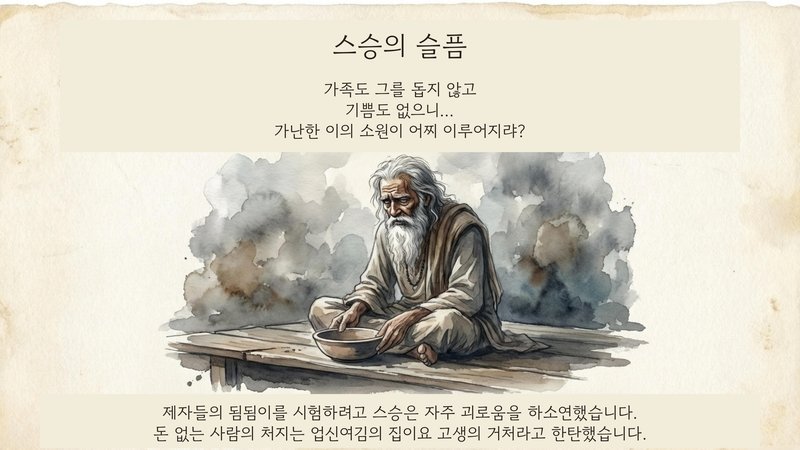 스승의 슬픔
가족도 그를 돕지 않고
기쁨도 없으니...
가난한 이의 소원이 어찌 이루어지랴?
제자들의 됨됨이를 시험하려고 스승은 자주 괴로움을 하소연했습니다.
돈 없는 사람의 처지는 업신여김의 집이요 고생의 거처라고 한탄했습니다.